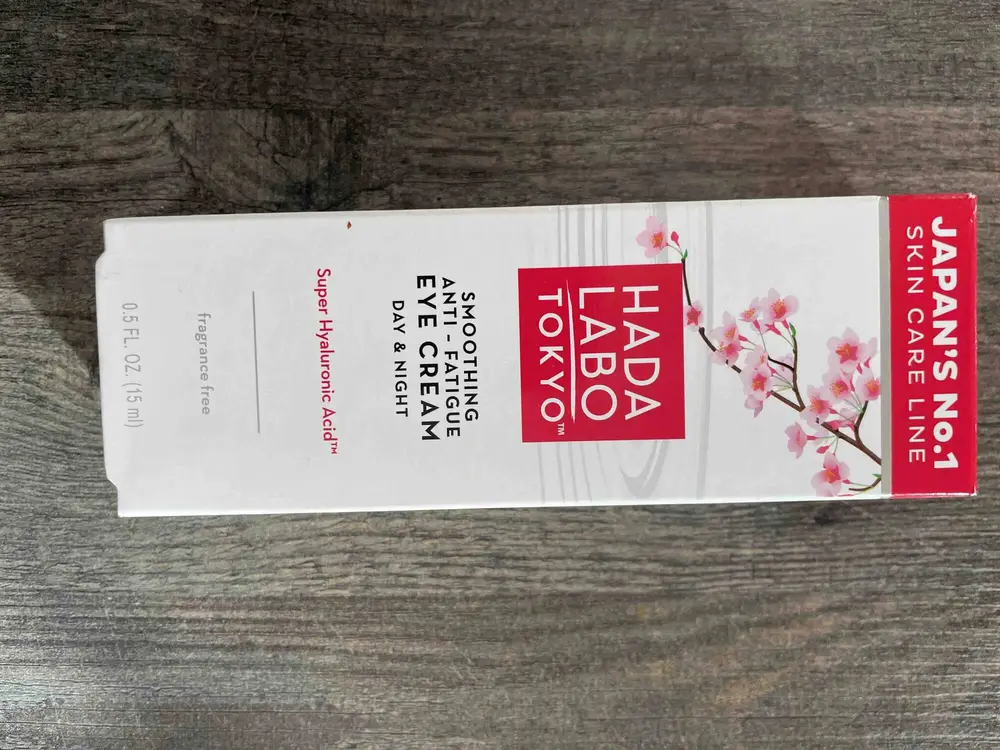 JAPAN'S No.1
SKIN CARE LINE
HADA
LABO
TOKYO™
SMOOTHING
ANTI-FATIGUE
EYE CREAM
DAY & NIGHT
Super Hyaluronic Acid™
fragrance free
0.5 FL. OZ. (15 ml)